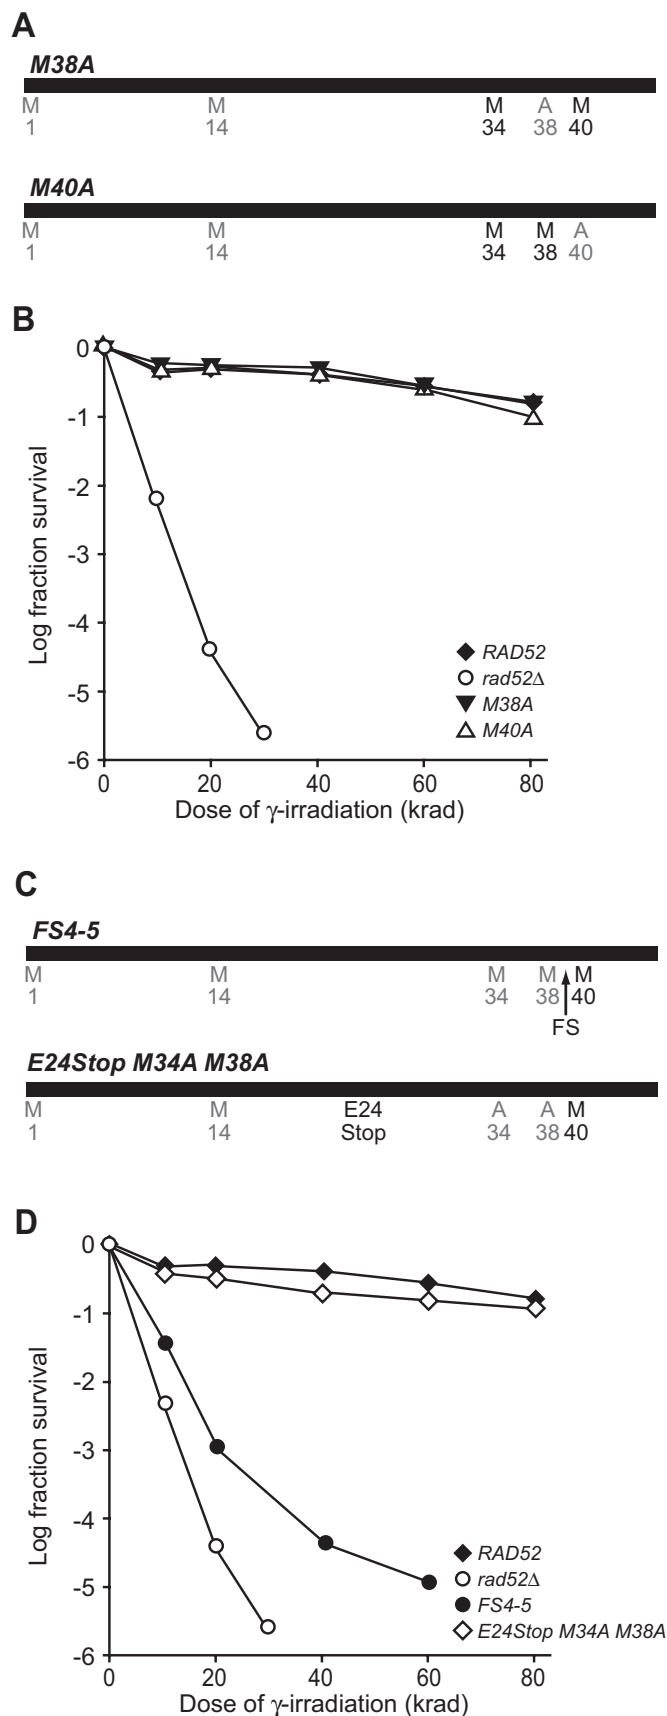 A
M38A
M M M A M
1 14 34 38 40
M40A
M M M M A
1 14 34 38 40
B
0
-1
-2
-3
-4
-5
-6
Log fraction survival
RAD52
rad52Δ
M38A
M40A
0 20 40 60 80
Dose of γ-irradiation (krad)
C
FS4-5
M M M M M
1 14 34 38 40
FS
E24Stop M34A M38A
M M E24 A A M
1 14 Stop 34 38 40
D
0
-1
-2
-3
-4
-5
-6
Log fraction survival
RAD52
rad52Δ
FS4-5
E24Stop M34A M38A
0 20 40 60 80
Dose of γ-irradiation (krad)